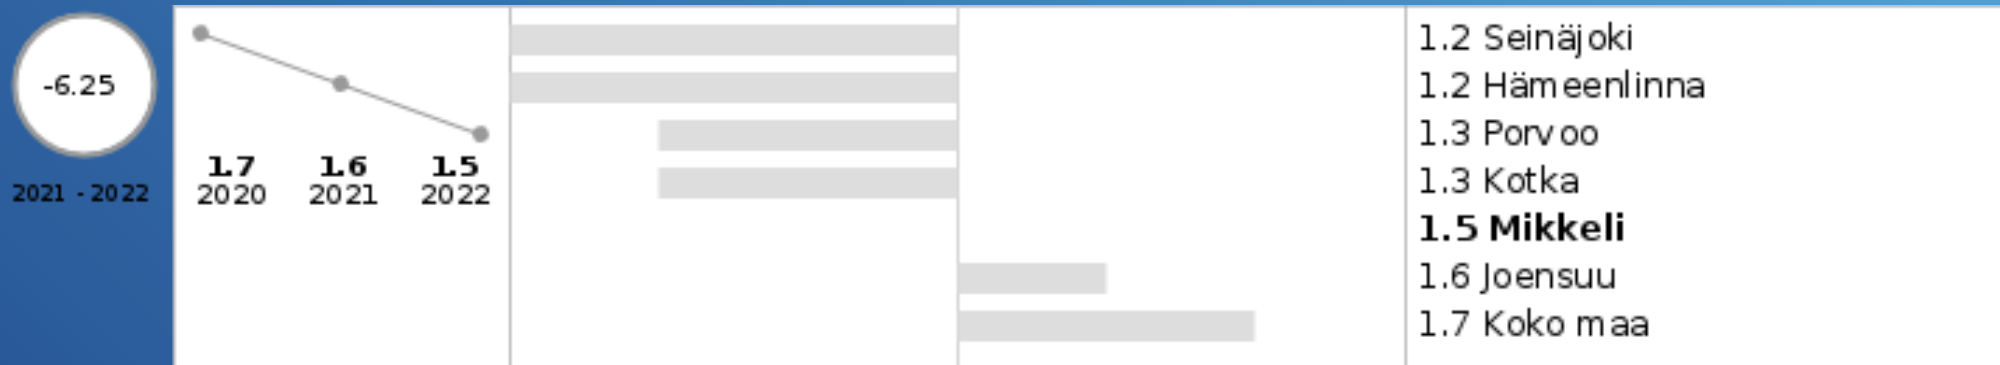 -6.25
2021 - 2022
1.7 1.6 1.5
2020 2021 2022
1.2 Seinäjoki
1.2 Hämeenlinna
1.3 Porvoo
1.3 Kotka
1.5 Mikkeli
1.6 Joensuu
1.7 Koko maa